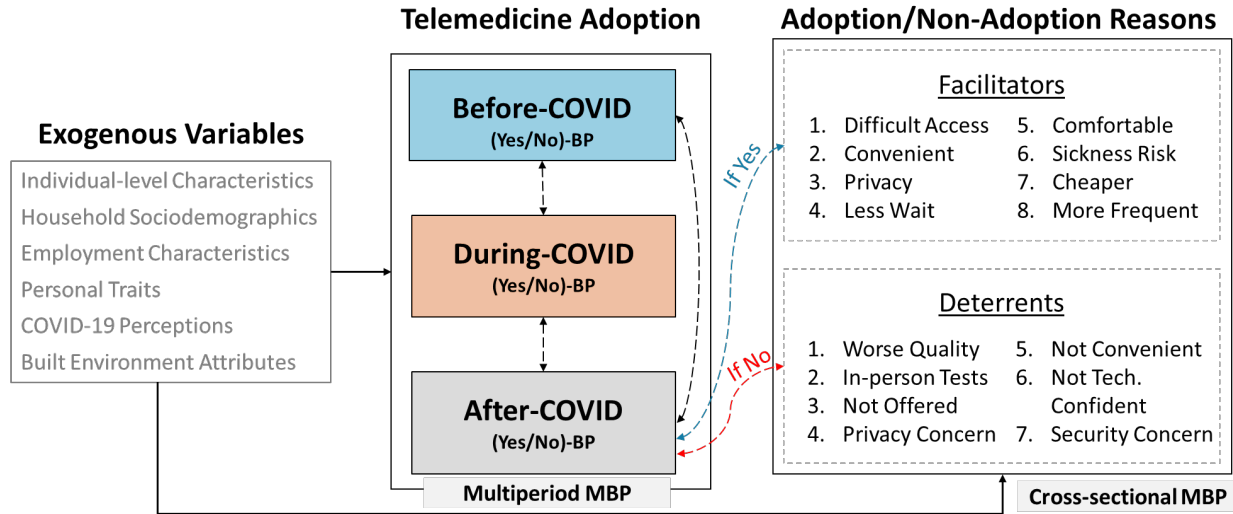 Exogenous Variables
Individual-level Characteristics
Household Sociodemographics
Employment Characteristics
Personal Traits
COVID-19 Perceptions
Built Environment Attributes
Telemedicine Adoption
Before-COVID
(Yes/No)-BP
During-COVID
(Yes/No)-BP
After-COVID
(Yes/No)-BP
Multiperiod MBP
If Yes
If No
Adoption/Non-Adoption Reasons
Facilitators
1. Difficult Access
2. Convenient
3. Privacy
4. Less Wait
5. Comfortable
6. Sickness Risk
7. Cheaper
8. More Frequent
Deterrents
1. Worse Quality
2. In-person Tests
3. Not Offered
4. Privacy Concern
5. Not Convenient
6. Not Tech.
Confident
7. Security Concern
Cross-sectional MBP